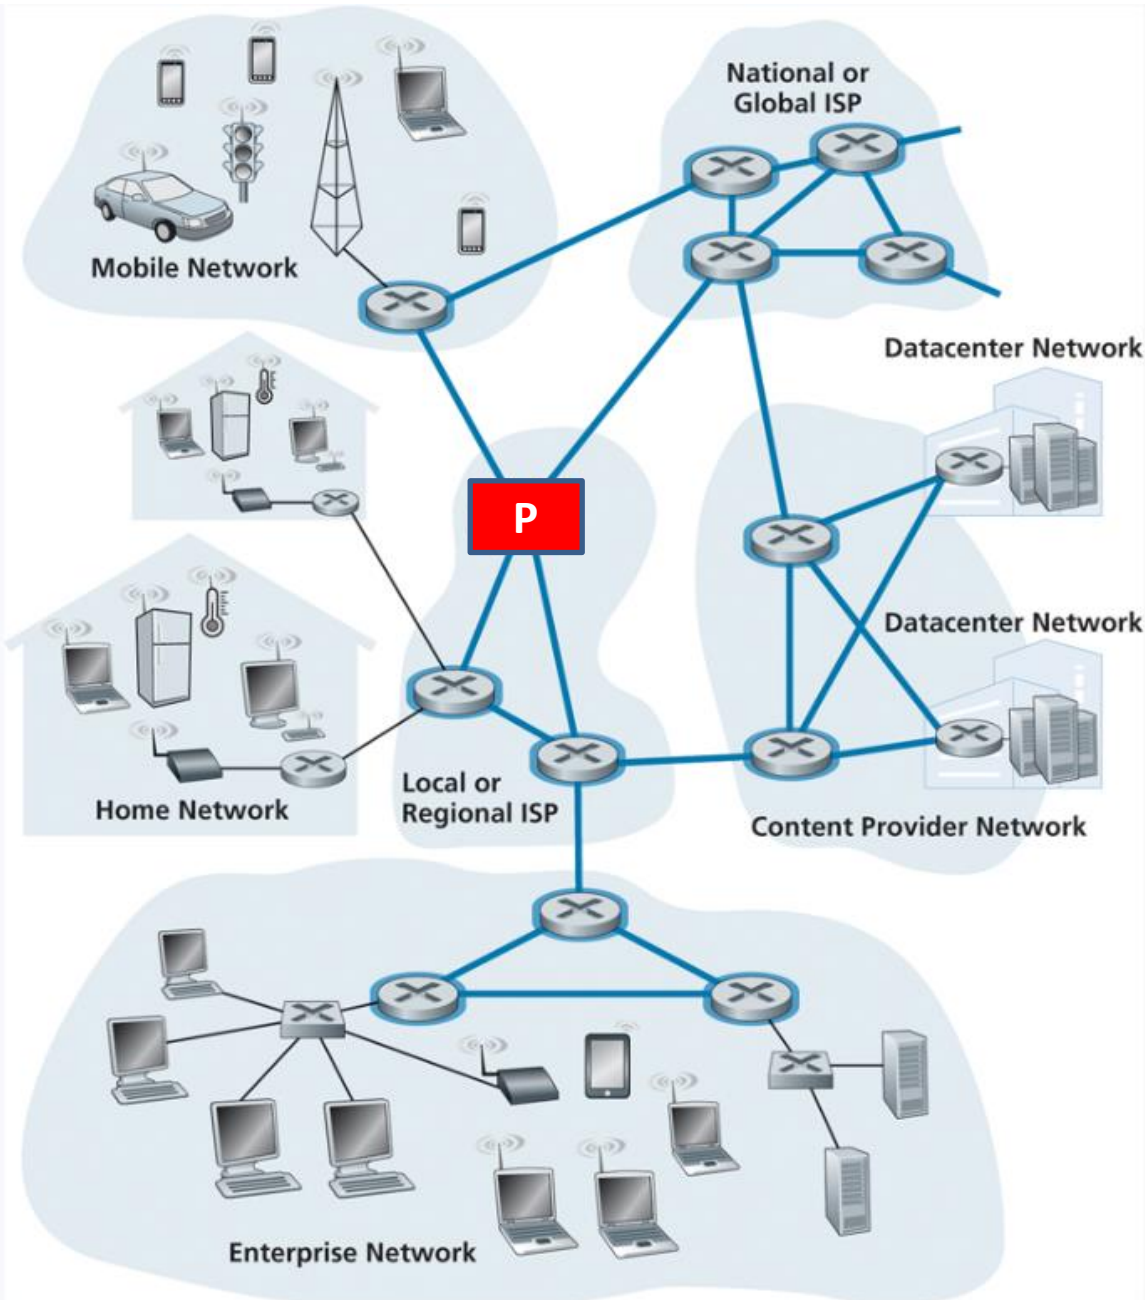 National or
Global ISP
Mobile Network
Datacenter Network
P
Datacenter Network
Local or
Regional ISP
Home Network
Content Provider Network
Enterprise Network